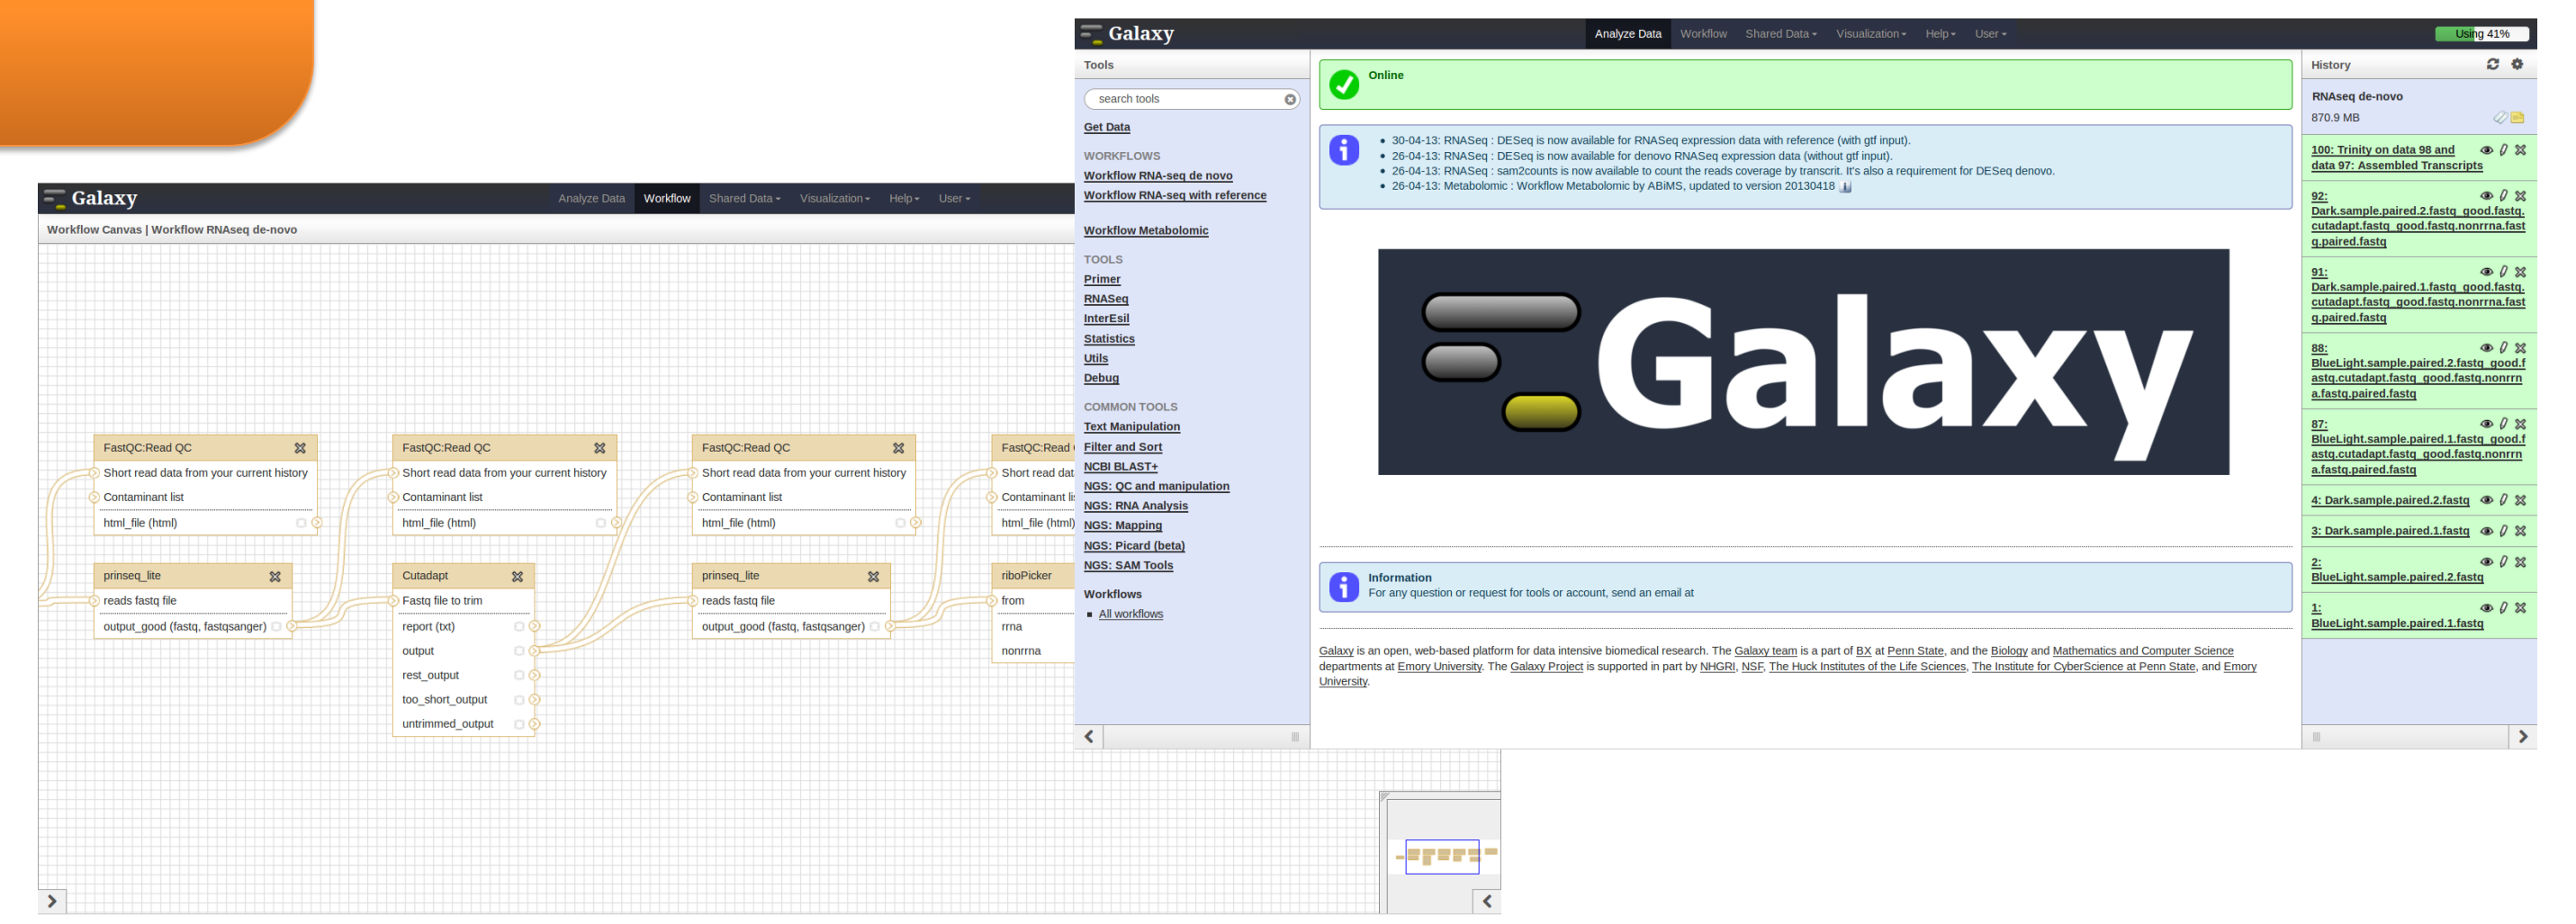 Galaxy
Analyze Data Workflow Shared Data Visualization Help User
Workflow Canvas | Workflow RNAseq de-novo
FastQC:Read QC
Short read data from your current history
Contaminant list
html_file (html)
FastQC:Read QC
Short read data from your current history
Contaminant list
html_file (html)
FastQC:Read QC
Short read data from your current history
Contaminant list
html_file (html)
FastQC:Read
Short read dat
Contaminant li
html_file (html)
prinseq_lite
reads fastq file
output_good (fastq, fastqsanger)
Cutadapt
Fastq file to trim
report (txt)
output
rest_output
too_short_output
untrimmed_output
prinseq_lite
reads fastq file
output_good (fastq, fastqsanger)
riboPicker
from
rrna
nonrrna
Galaxy
Analyze Data Workflow Shared Data Visualization Help User
Using 41%
Tools
search tools
Get Data
WORKFLOWS
Workflow RNA-seq de novo
Workflow RNA-seq with reference
Workflow Metabolomic
TOOLS
Primer
RNASeq
InterEsil
Statistics
Utils
Debug
COMMON TOOLS
Text Manipulation
Filter and Sort
NCBI BLAST+
NGS: QC and manipulation
NGS: RNA Analysis
NGS: Mapping
NGS: Picard (beta)
NGS: SAM Tools
Workflows
All workflows
Online
30-04-13: RNASeq : DESeq is now available for RNASeq expression data with reference (with gtf input).
26-04-13: RNASeq : DESeq is now available for denovo RNASeq expression data (without gtf input).
26-04-13: RNASeq : sam2counts is now available to count the reads coverage by transcrit. It's also a requirement for DESeq denovo.
26-04-13: Metabolomic : Workflow Metabolomic by ABiMS, updated to version 20130418
Galaxy
Information
For any question or request for tools or account, send an email at
Galaxy is an open, web-based platform for data intensive biomedical research. The Galaxy team is a part of BX at Penn State, and the Biology and Mathematics and Computer Science
departments at Emory University. The Galaxy Project is supported in part by NHGRI, NSF, The Huck Institutes of the Life Sciences, The Institute for CyberScience at Penn State, and Emory
University.
History
RNAseq de-novo
870.9 MB
100: Trinity on data 98 and
data 97: Assembled Transcripts
92:
Dark.sample.paired.2.fastq_good.fastq.
cutadapt.fastq_good.fastq.nonrrna.fast
q.paired.fastq
91:
Dark.sample.paired.1.fastq_good.fastq.
cutadapt.fastq_good.fastq.nonrrna.fast
q.paired.fastq
88:
BlueLight.sample.paired.2.fastq_good.f
astq.cutadapt.fastq_good.fastq.nonrrn
a.fastq.paired.fastq
87:
BlueLight.sample.paired.1.fastq_good.f
astq.cutadapt.fastq_good.fastq.nonrrn
a.fastq.paired.fastq
4: Dark.sample.paired.2.fastq
3: Dark.sample.paired.1.fastq
2:
BlueLight.sample.paired.2.fastq
1:
BlueLight.sample.paired.1.fastq